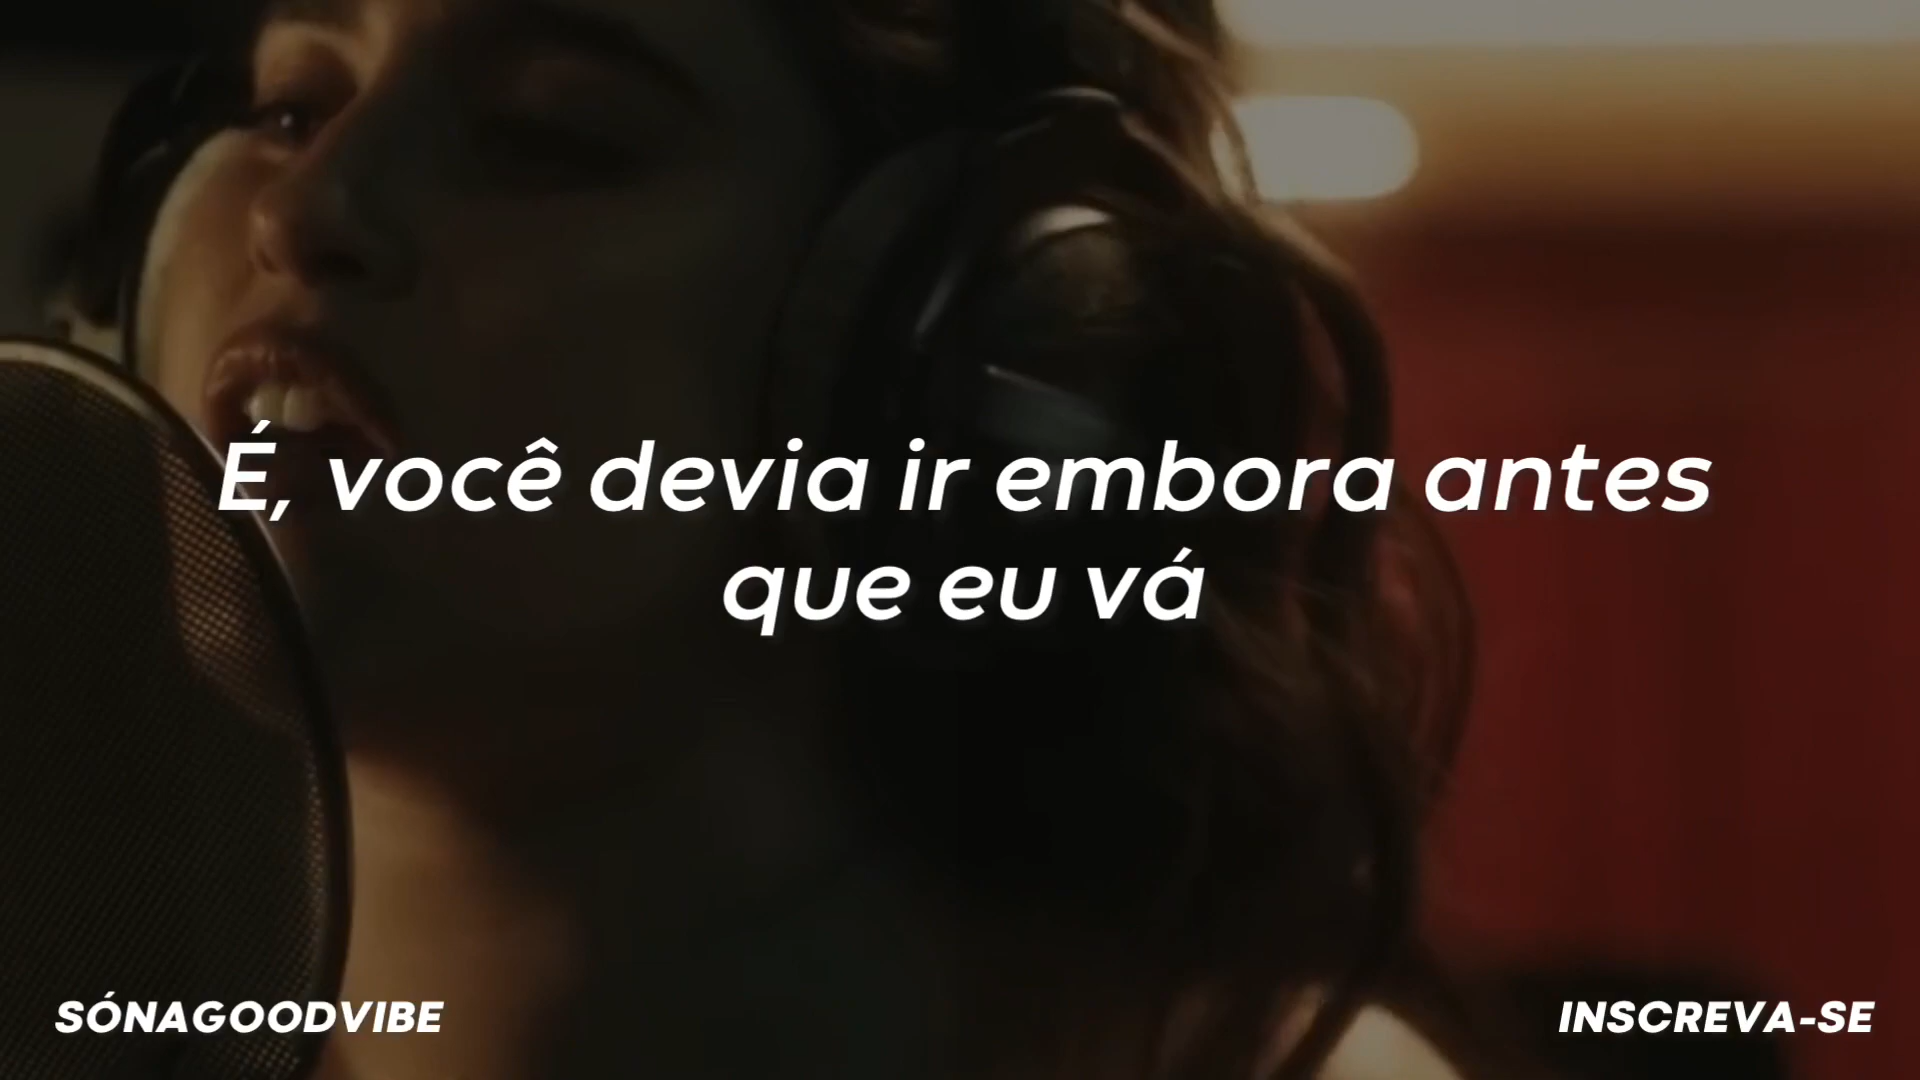 É, você devia ir embora antes
que eu vá
SÓNAGOODVIBE
INSCREVA-SE